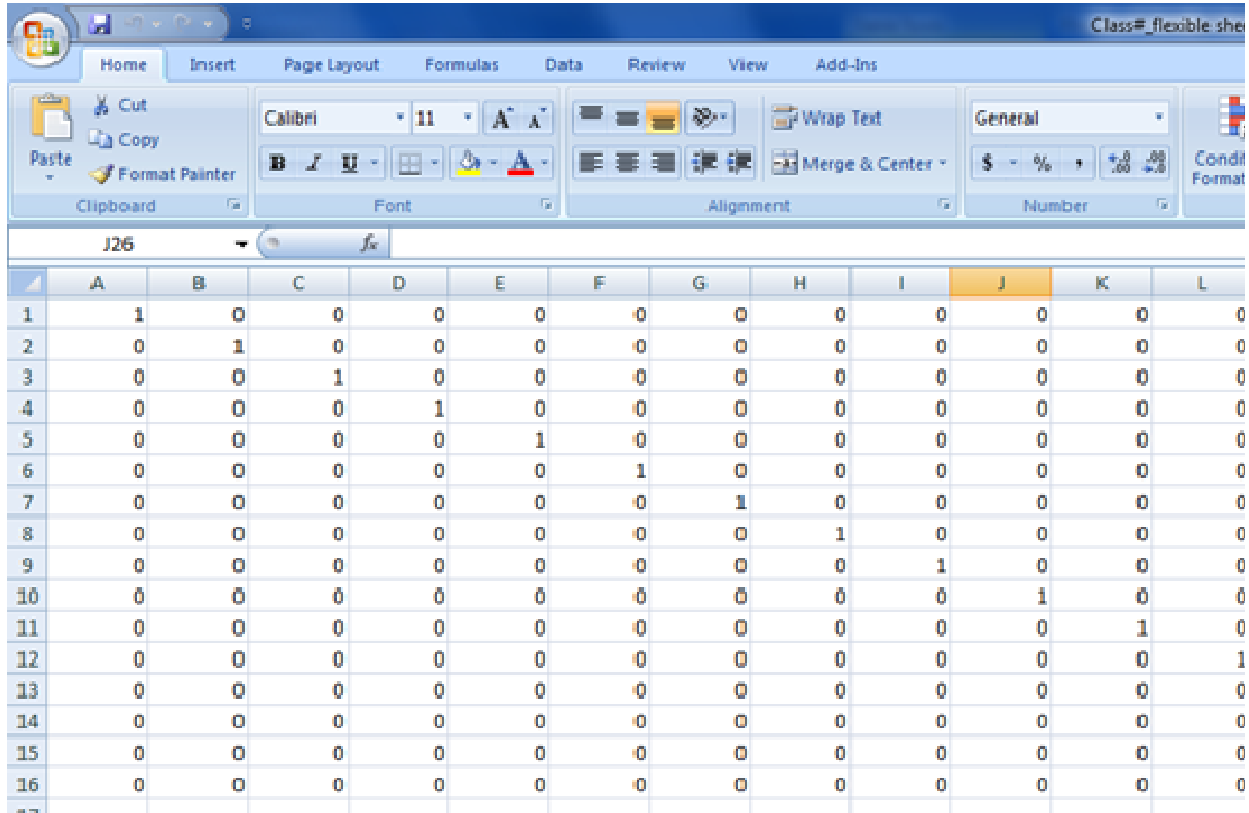 Class#_flexible shee
Home Insert Page Layout Formulas Data Review View Add-Ins
Cut
Copy
Format Painter
Paste
Calibri 11 A A
B I U A
Wrap Text
Merge & Center
General
$ % , .0 .00 .00 .0
Condit
Format
Clipboard Font Alignment Number
J26 fx
A B C D E F G H I J K L
1 1 0 0 0 0 0 0 0 0 0 0 0
2 0 1 0 0 0 0 0 0 0 0 0 0
3 0 0 1 0 0 0 0 0 0 0 0 0
4 0 0 0 1 0 0 0 0 0 0 0 0
5 0 0 0 0 1 0 0 0 0 0 0 0
6 0 0 0 0 0 1 0 0 0 0 0 0
7 0 0 0 0 0 0 1 0 0 0 0 0
8 0 0 0 0 0 0 0 1 0 0 0 0
9 0 0 0 0 0 0 0 0 1 0 0 0
10 0 0 0 0 0 0 0 0 0 1 0 0
11 0 0 0 0 0 0 0 0 0 0 1 0
12 0 0 0 0 0 0 0 0 0 0 0 1
13 0 0 0 0 0 0 0 0 0 0 0 0
14 0 0 0 0 0 0 0 0 0 0 0 0
15 0 0 0 0 0 0 0 0 0 0 0 0
16 0 0 0 0 0 0 0 0 0 0 0 0